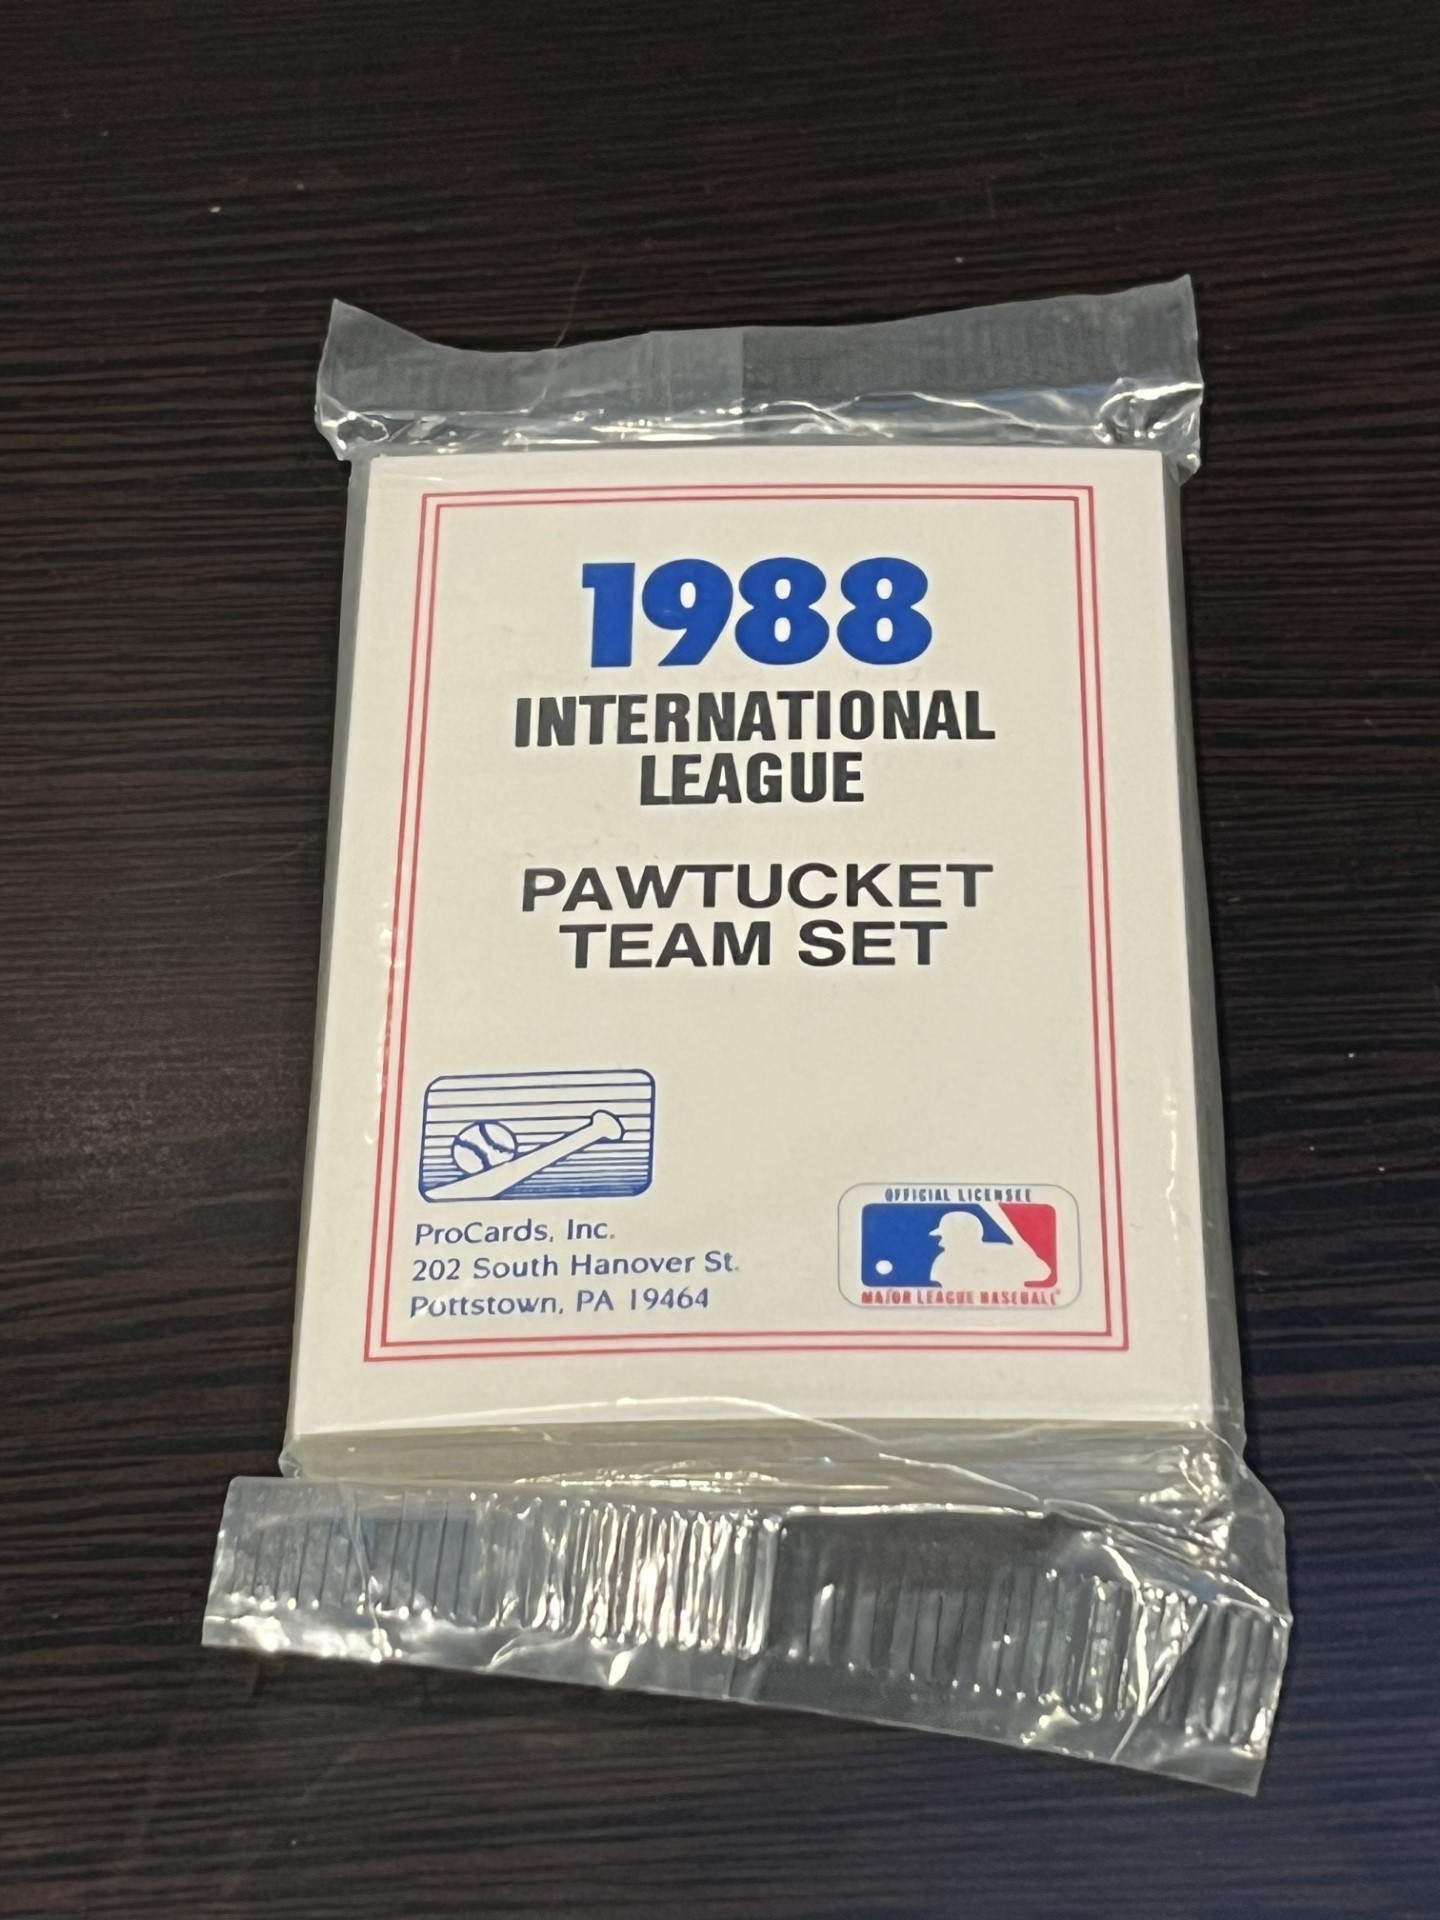 1988
INTERNATIONAL
LEAGUE
PAWTUCKET
TEAM SET
ProCards, Inc.
202 South Hanover St.
Pottstown, PA 19464
OFFICIAL LICENSEE
MAJOR LEAGUE BASEBALL